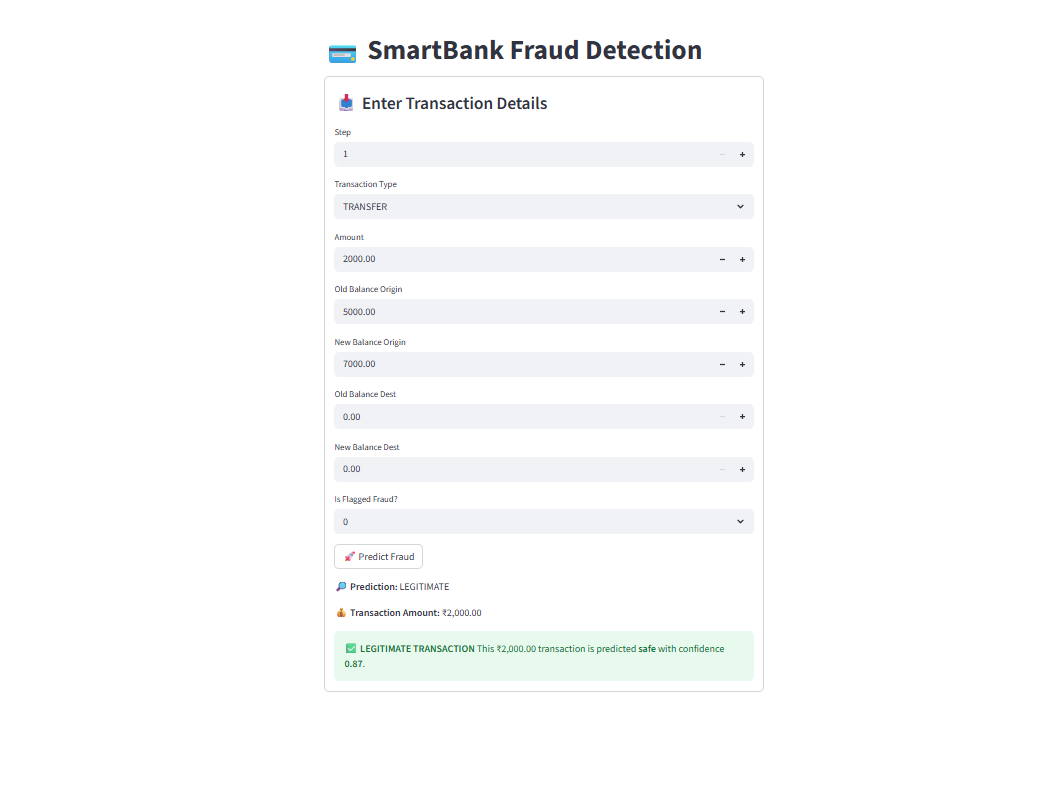 SmartBank Fraud Detection
Enter Transaction Details
Step
1
Transaction Type
TRANSFER
Amount
2000.00
Old Balance Origin
5000.00
New Balance Origin
7000.00
Old Balance Dest
0.00
New Balance Dest
0.00
Is Flagged Fraud?
0
Predict Fraud
Prediction: LEGITIMATE
Transaction Amount: ₹2,000.00
LEGITIMATE TRANSACTION This ₹2,000.00 transaction is predicted safe with confidence
0.87.